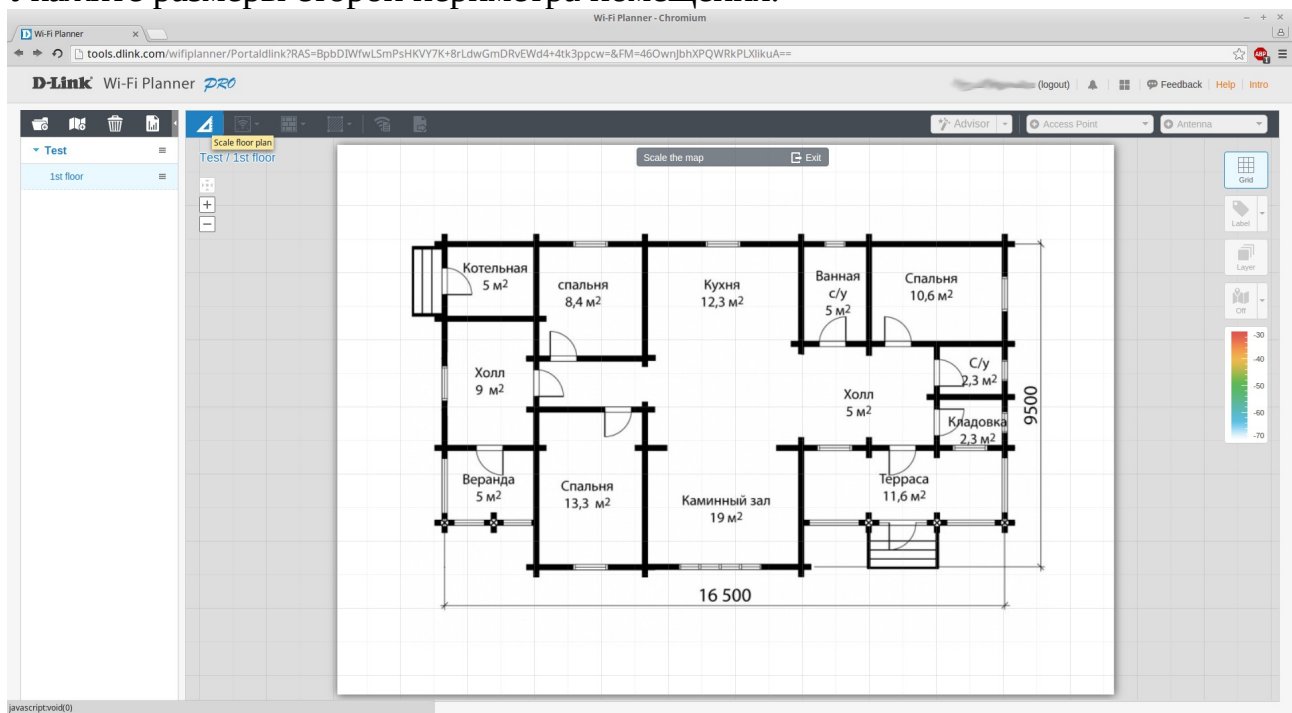 Wi-Fi Planner - Chromium
Wi-Fi Planner
tools.dlink.com/wifiplanner/Portaldlink?RAS=BpbDIWfwLSmPsHKVY7K+8rLdwGmDRvEWd4+4tk3ppcw=&FM=46OwnJbhXPQWRkPLXlikuA==
ABP
D-Link Wi-Fi Planner PRO
(logout) Feedback Help Intro
Advisor Access Point Antenna
Scale floor plan
Test
Test / 1st floor
Scale the map Exit
1st floor
Grid
Label
Layer
Off
-30
-40
-50
-60
-70
Котельная
5 м2
спальня
8,4 м2
Кухня
12,3 м2
Ванная
с/у
5 м2
Спальня
10,6 м2
Холл
9 м2
С/у
2,3 м2
Холл
5 м2
Кладовка
2,3 м2
9500
Веранда
5 м2
Спальня
13,3 м2
Каминный зал
19 м2
Терраса
11,6 м2
16 500
javascript:void(0)